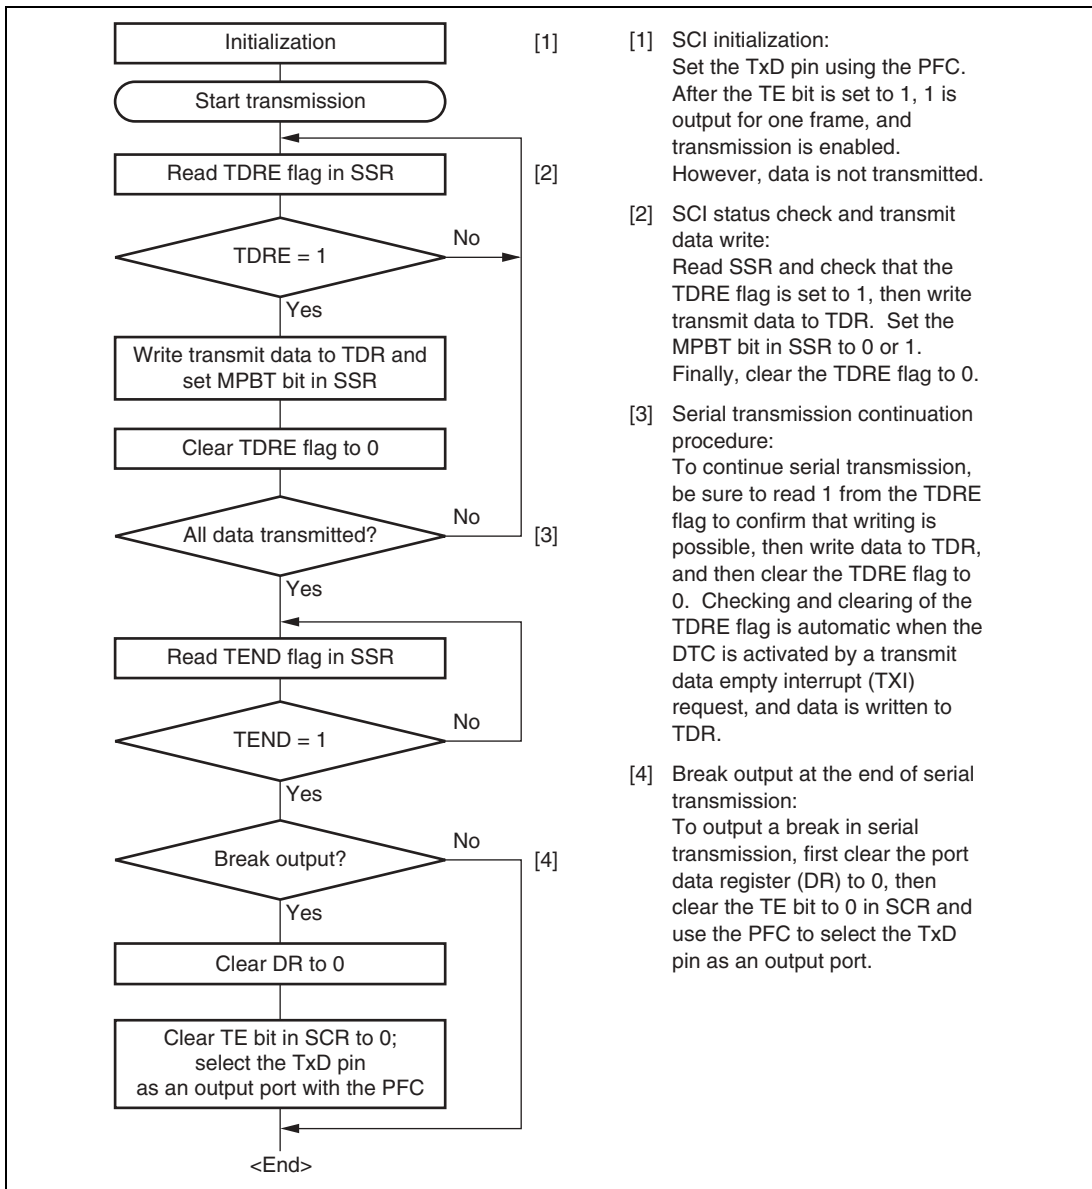 Initialization
[1]
Start transmission
Read TDRE flag in SSR
[2]
TDRE = 1
No
Yes
Write transmit data to TDR and
set MPBT bit in SSR
Clear TDRE flag to 0
All data transmitted?
No
[3]
Yes
Read TEND flag in SSR
TEND = 1
No
Yes
Break output?
No
[4]
Yes
Clear DR to 0
Clear TE bit in SCR to 0;
select the TxD pin
as an output port with the PFC
<End>
[1] SCI initialization:
Set the TxD pin using the PFC.
After the TE bit is set to 1, 1 is
output for one frame, and
transmission is enabled.
However, data is not transmitted.
[2] SCI status check and transmit
data write:
Read SSR and check that the
TDRE flag is set to 1, then write
transmit data to TDR. Set the
MPBT bit in SSR to 0 or 1.
Finally, clear the TDRE flag to 0.
[3] Serial transmission continuation
procedure:
To continue serial transmission,
be sure to read 1 from the TDRE
flag to confirm that writing is
possible, then write data to TDR,
and then clear the TDRE flag to
0. Checking and clearing of the
TDRE flag is automatic when the
DTC is activated by a transmit
data empty interrupt (TXI)
request, and data is written to
TDR.
[4] Break output at the end of serial
transmission:
To output a break in serial
transmission, first clear the port
data register (DR) to 0, then
clear the TE bit to 0 in SCR and
use the PFC to select the TxD
pin as an output port.